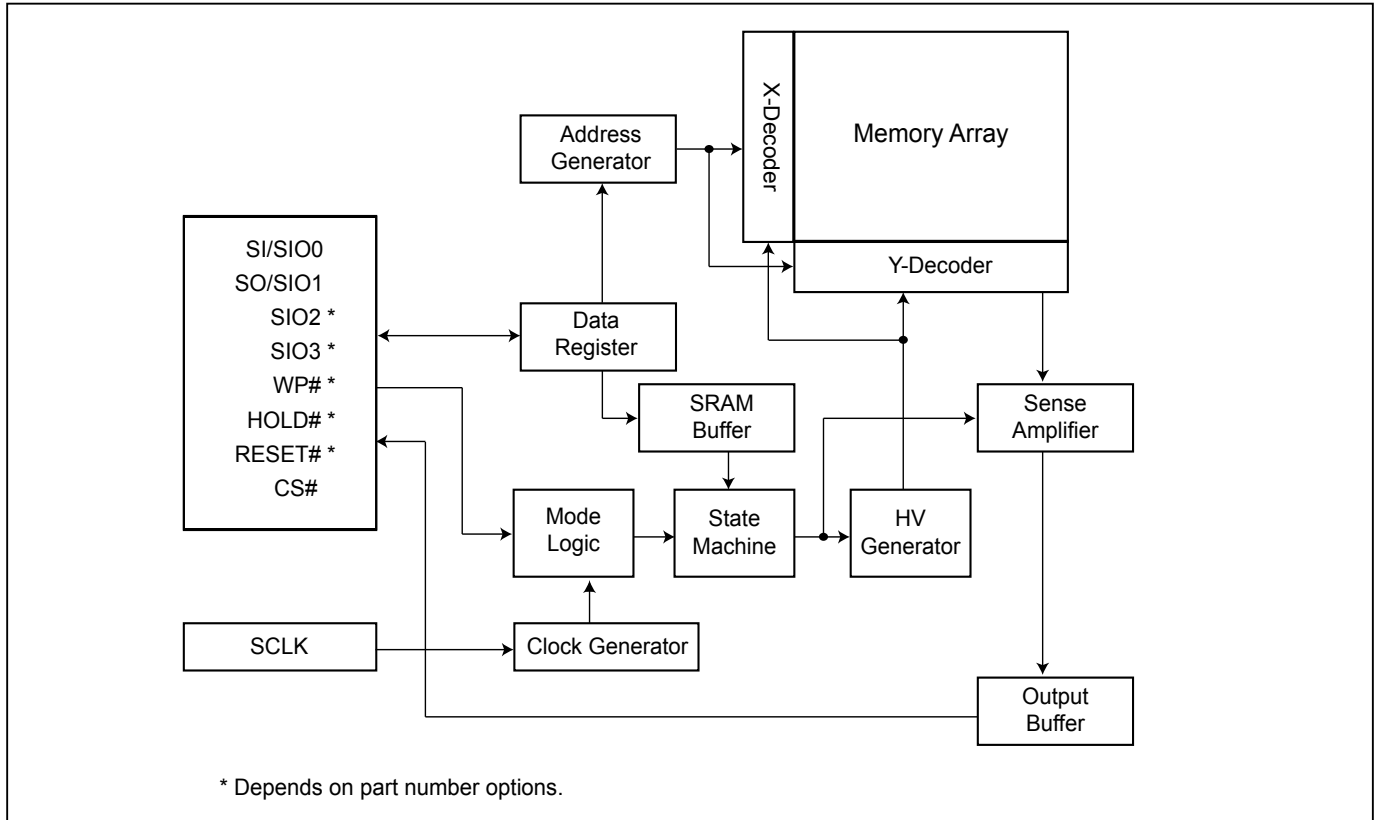 X-Decoder
Memory Array
Address
Generator
Y-Decoder
SI/SIO0
SO/SIO1
SIO2 *
SIO3 *
WP# *
HOLD# *
RESET# *
CS#
Data
Register
SRAM
Buffer
Sense
Amplifier
Mode
Logic
State
Machine
HV
Generator
SCLK
Clock Generator
Output
Buffer
* Depends on part number options.